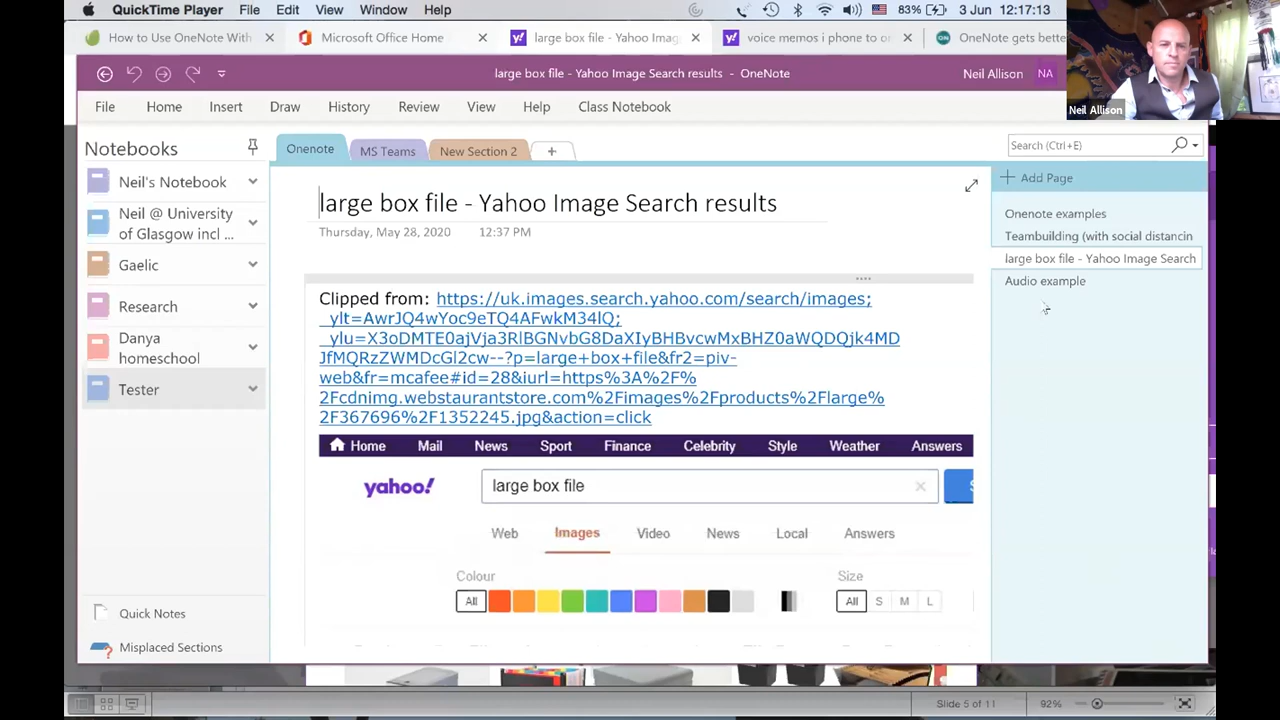 QuickTime Player File Edit View Window Help 83% 3 Jun 12:17:13
How to Use OneNote With Microsoft Office Home large box file - Yahoo Imag voice memos i phone to or OneNote gets bette
large box file - Yahoo Image Search results - OneNote Neil Allison NA
Neil Allison
File Home Insert Draw History Review View Help Class Notebook
Notebooks
Onenote MS Teams New Section 2 +
Search (Ctrl+E)
Neil's Notebook
Neil @ University
of Glasgow incl ...
Gaelic
Research
Danya
homeschool
Tester
Quick Notes
Misplaced Sections
large box file - Yahoo Image Search results
Thursday, May 28, 2020 12:37 PM
Clipped from: https://uk.images.search.yahoo.com/search/images;
_ylt=AwrJQ4wYoc9eTQ4AFwkM34lQ;
_ylu=X3oDMTE0ajVja3RlBGNvbG8DaXIyBHBvcwMxBHZ0aWQDQjk4MD
JfMQRzZWMDcGl2cw--?p=large+box+file&fr2=piv-
web&fr=mcafee#id=28&iurl=https%3A%2F%
2Fcdnimg.webstaurantstore.com%2Fimages%2Fproducts%2Flarge%
2F367696%2F1352245.jpg&action=click
Home Mail News Sport Finance Celebrity Style Weather Answers
yahoo! large box file
Web Images Video News Local Answers
Colour Size
All All S M L
Add Page
Onenote examples
Teambuilding (with social distancin
large box file - Yahoo Image Search
Audio example
Slide 5 of 11 92%